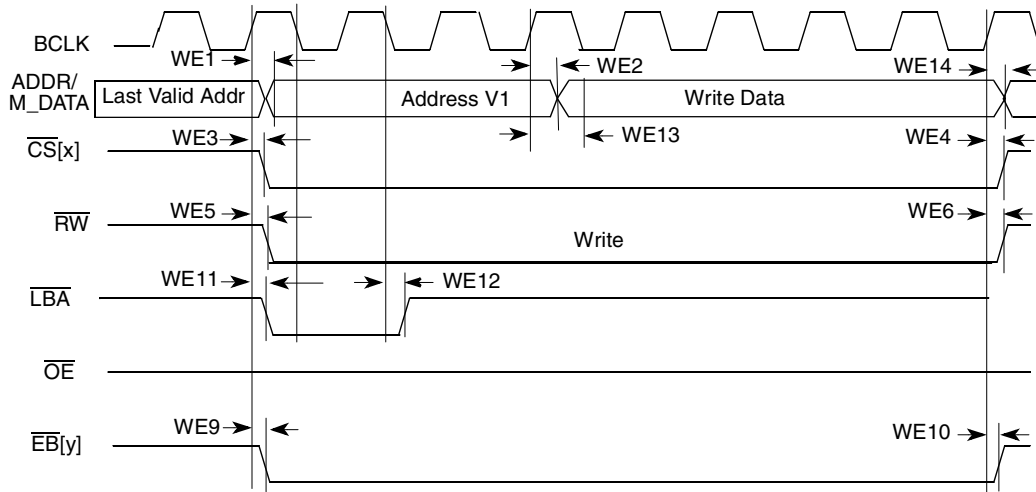 BCLK
WE1
WE2
WE14
ADDR/
M_DATA
Last Valid Addr
Address V1
Write Data
WE3
WE13
WE4
CS[x]
WE5
WE6
RW
Write
WE11
WE12
LBA
OE
WE9
WE10
EB[y]